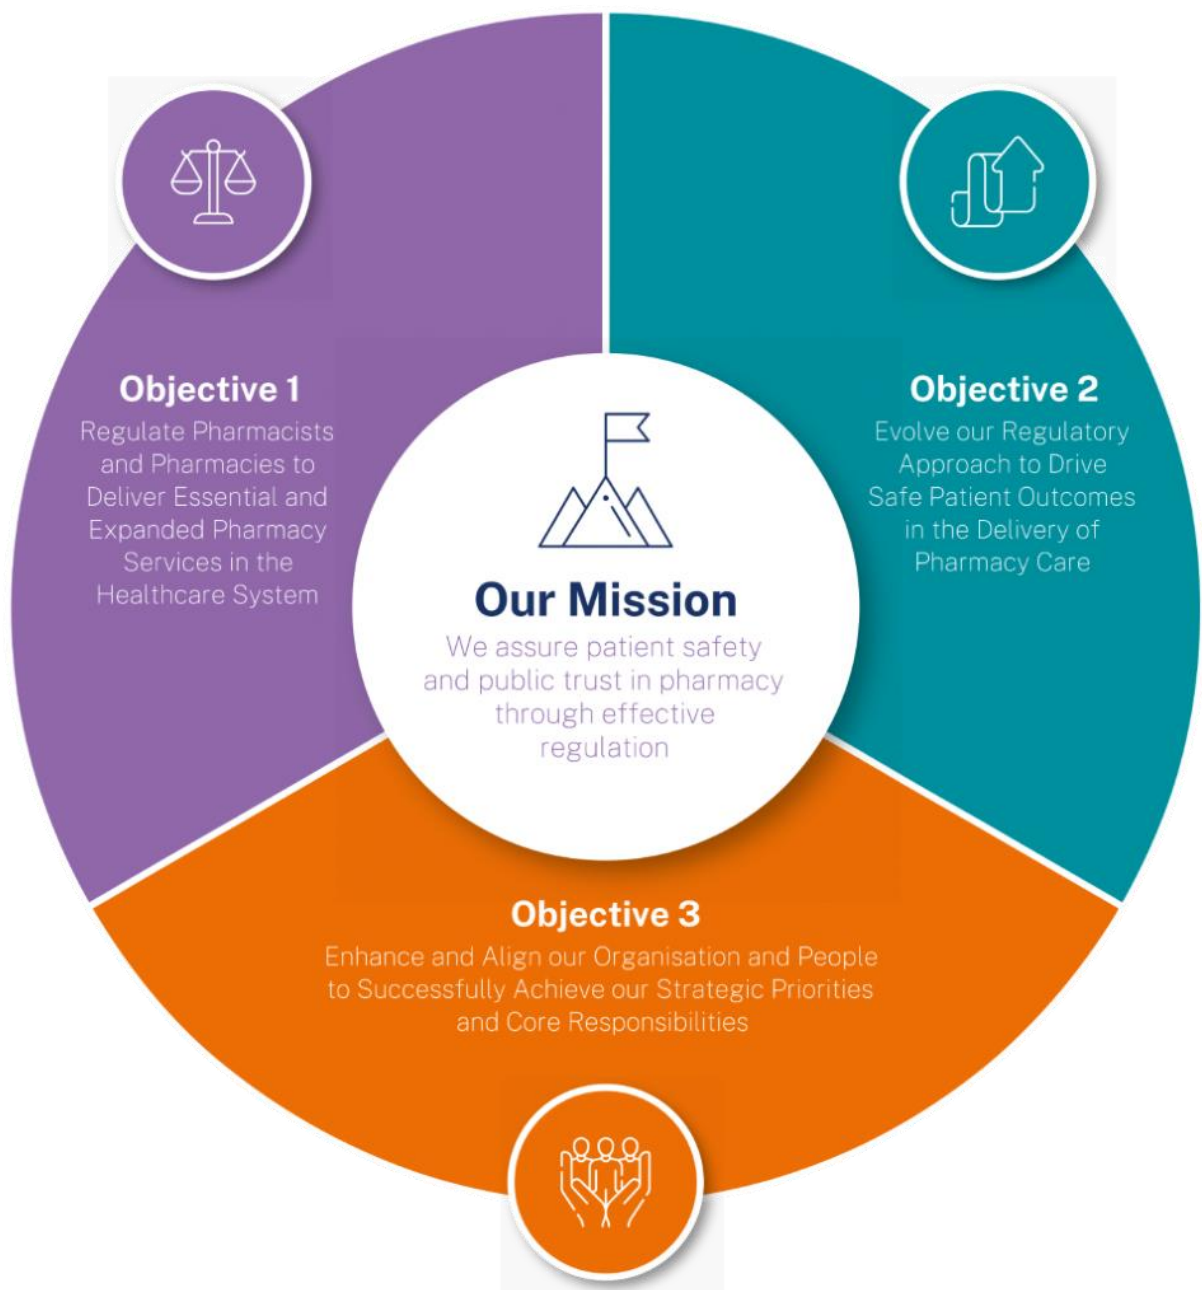 Objective 1
Regulate Pharmacists
and Pharmacies to
Deliver Essential and
Expanded Pharmacy
Services in the
Healthcare System
Objective 2
Evolve our Regulatory
Approach to Drive
Safe Patient Outcomes
in the Delivery of
Pharmacy Care
Our Mission
We assure patient safety
and public trust in pharmacy
through effective
regulation
Objective 3
Enhance and Align our Organisation and People
to Successfully Achieve our Strategic Priorities
and Core Responsibilities